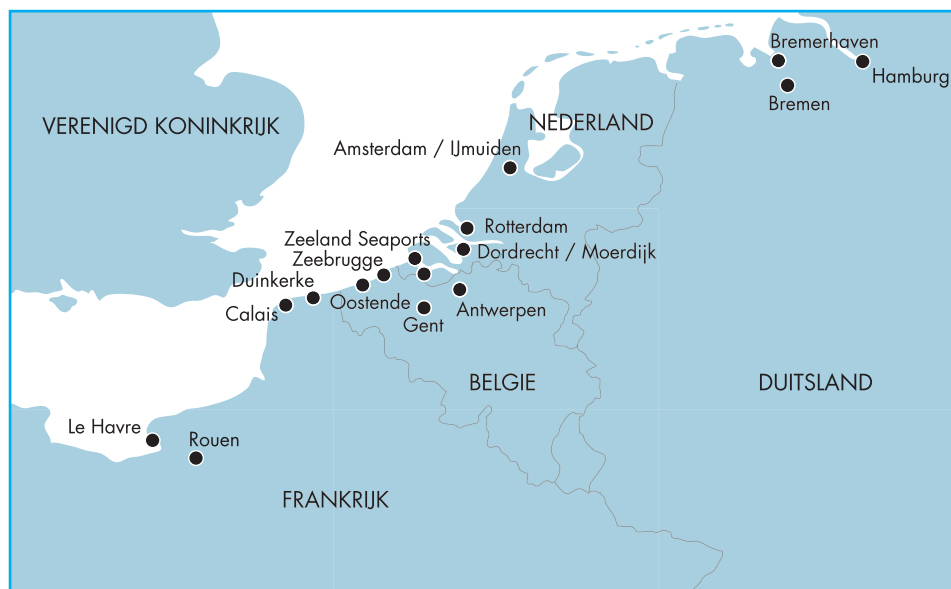 Bremerhaven
Hamburg
Bremen
VERENIGD KONINKRIJK
NEDERLAND
Amsterdam / IJmuiden
Rotterdam
Zeeland Seaports
Dordrecht / Moerdijk
Zeebrugge
Duinkerke
Oostende
Calais
Antwerpen
Gent
BELGIE
DUITSLAND
Le Havre
Rouen
FRANKRIJK